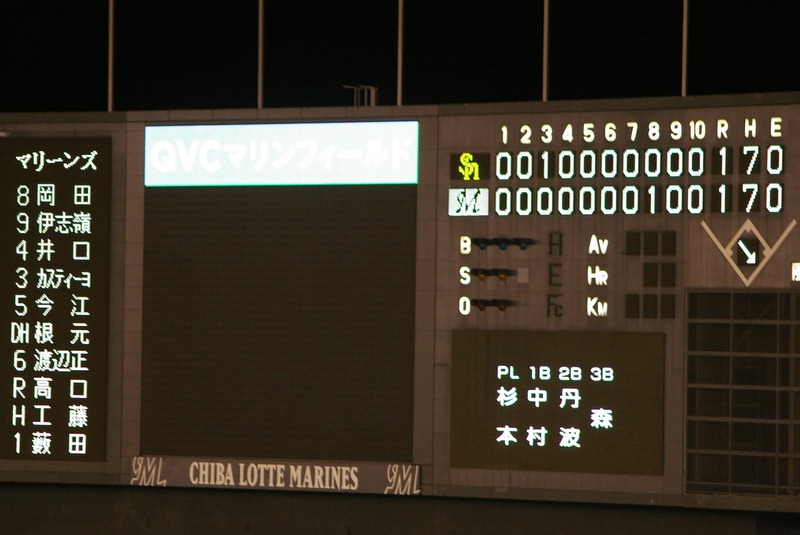 QVCマリンフィールド
マリーンズ
8 岡田
9 伊志嶺
4 井口
3 カスティーヨ
5 今江
DH 根元
6 渡辺正
R 高口
H 工藤
1 薮田
1 2 3 4 5 6 7 8 9 10 R H E
SH 0 0 1 0 0 0 0 0 0 0 1 7 0
M 0 0 0 0 0 0 0 1 0 0 1 7 0
B H AV
S E HR
O FC KM
PL 1B 2B 3B
杉本 中村 丹波 森
CHIBA LOTTE MARINES